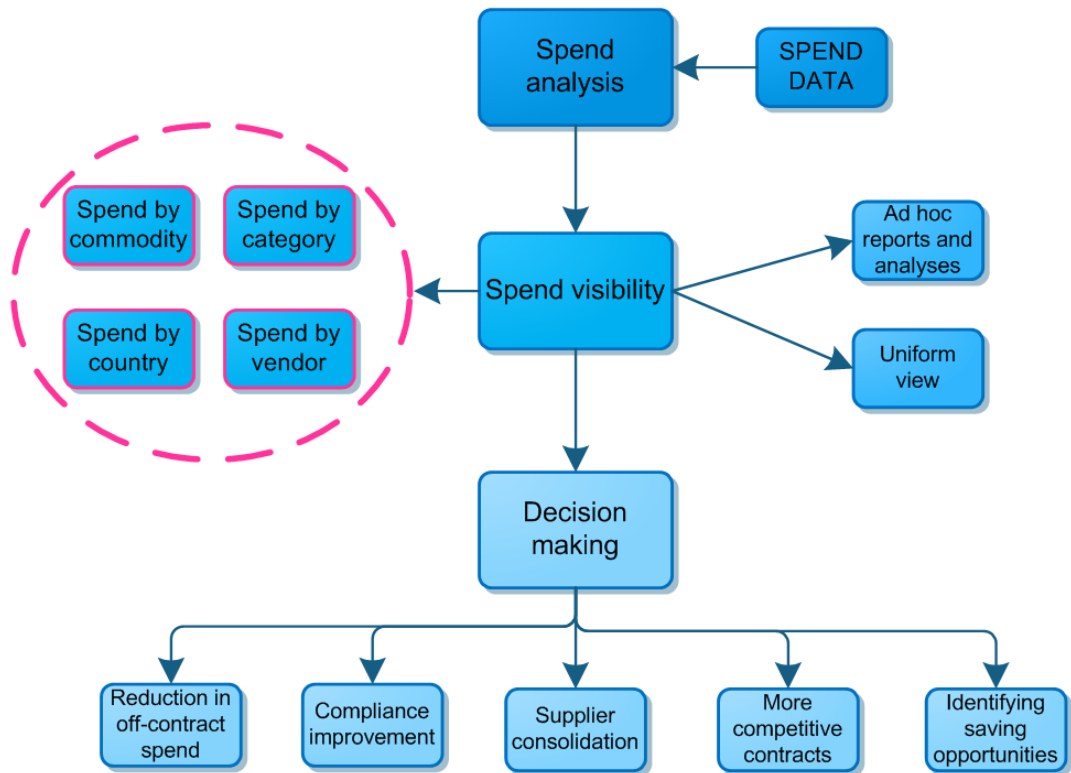 Spend
analysis
SPEND
DATA
Spend by
commodity
Spend by
category
Spend by
country
Spend by
vendor
Spend visibility
Ad hoc
reports and
analyses
Uniform
view
Decision
making
Reduction in
off-contract
spend
Compliance
improvement
Supplier
consolidation
More
competitive
contracts
Identifying
saving
opportunities